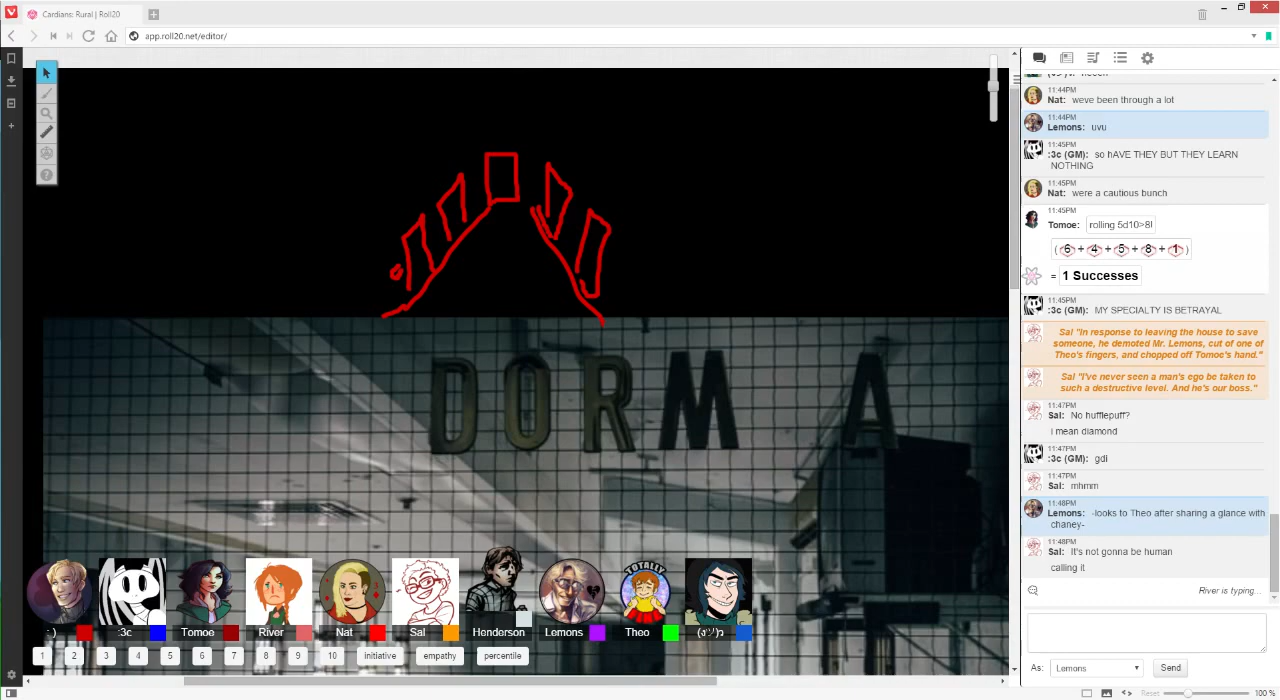 Cardians: Rural | Roll20
app.roll20.net/editor/
DORM A
TOTALLY
: )
:3c
Tomoe
River
Nat
Sal
Henderson
Lemons
Theo
1
2
3
4
5
6
7
8
9
10
initiative
empathy
percentile
11:44PM
Nat: weve been through a lot
11:44PM
Lemons: uvu
11:45PM
:3c (GM): so hAVE THEY BUT THEY LEARN
NOTHING
11:45PM
Nat: were a cautious bunch
11:45PM
Tomoe: rolling 5d10>8!
(6+4+5+8+1)
= 1 Successes
11:45PM
:3c (GM): MY SPECIALTY IS BETRAYAL
Sal "In response to leaving the house to save
someone, he demoted Mr. Lemons, cut of one of
Theo's fingers, and chopped off Tomoe's hand."
Sal "I've never seen a man's ego be taken to
such a destructive level. And he's our boss."
11:47PM
Sal: No hufflepuff?
i mean diamond
11:47PM
:3c (GM): gdi
11:47PM
Sal: mhmm
11:48PM
Lemons: -looks to Theo after sharing a glance with
chaney-
11:48PM
Sal: It's not gonna be human
calling it
River is typing...
As: Lemons
Send
Reset
100 %